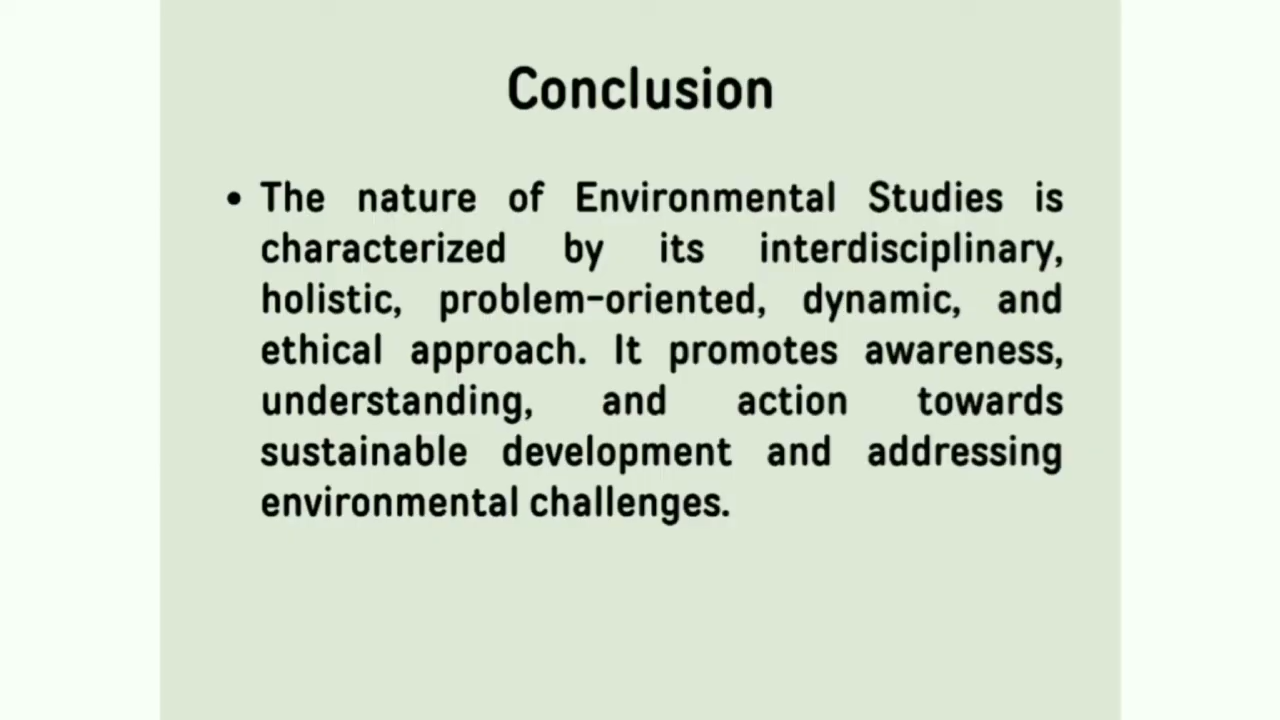 Conclusion
• The nature of Environmental Studies is
characterized by its interdisciplinary,
holistic, problem-oriented, dynamic, and
ethical approach. It promotes awareness,
understanding, and action towards
sustainable development and addressing
environmental challenges.